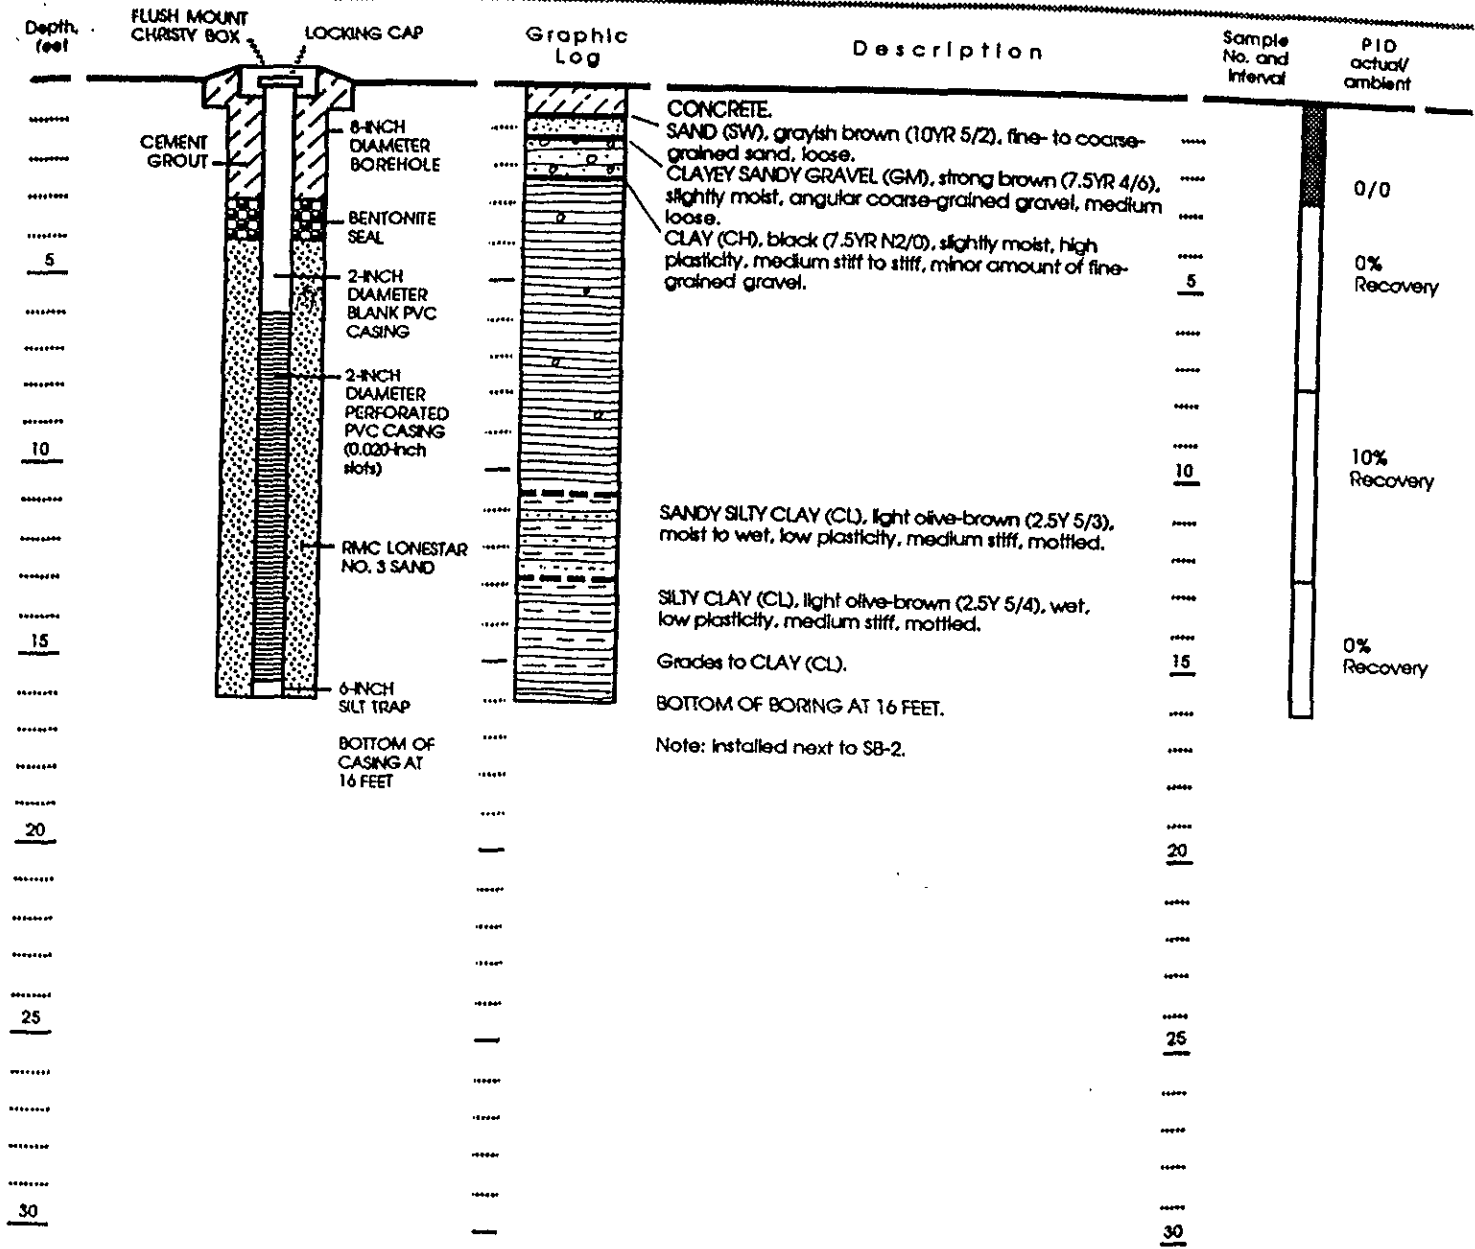 Depth,
feet
FLUSH MOUNT
CHRISTY BOX
LOCKING CAP
Graphic
Log
Description
Sample
No. and
Interval
PID
actual/
ambient
CEMENT
GROUT
8-INCH
DIAMETER
BOREHOLE
BENTONITE
SEAL
2-INCH
DIAMETER
BLANK PVC
CASING
2-INCH
DIAMETER
PERFORATED
PVC CASING
(0.020-inch
slots)
RMC LONESTAR
NO. 3 SAND
6-INCH
SILT TRAP
BOTTOM OF
CASING AT
16 FEET
5
10
15
20
25
30
CONCRETE.
SAND (SW), grayish brown (10YR 5/2), fine- to coarse-
grained sand, loose.
CLAYEY SANDY GRAVEL (GM), strong brown (7.5YR 4/6),
slightly moist, angular coarse-grained gravel, medium
loose.
CLAY (CH), black (7.5YR N2/0), slightly moist, high
plasticity, medium stiff to stiff, minor amount of fine-
grained gravel.
SANDY SILTY CLAY (CL), light olive-brown (2.5Y 5/3),
moist to wet, low plasticity, medium stiff, mottled.
SILTY CLAY (CL), light olive-brown (2.5Y 5/4), wet,
low plasticity, medium stiff, mottled.
Grades to CLAY (CL).
BOTTOM OF BORING AT 16 FEET.
Note: Installed next to SB-2.
5
10
15
20
25
30
0/0
0%
Recovery
10%
Recovery
0%
Recovery